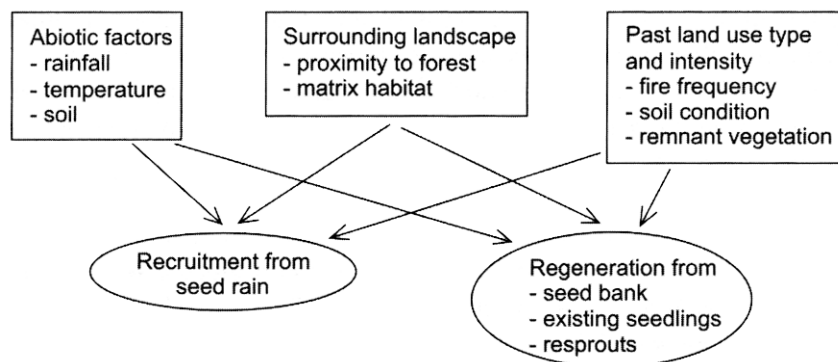 Abiotic factors
- rainfall
- temperature
- soil
Surrounding landscape
- proximity to forest
- matrix habitat
Past land use type
and intensity
- fire frequency
- soil condition
- remnant vegetation
Recruitment from
seed rain
Regeneration from
- seed bank
- existing seedlings
- resprouts